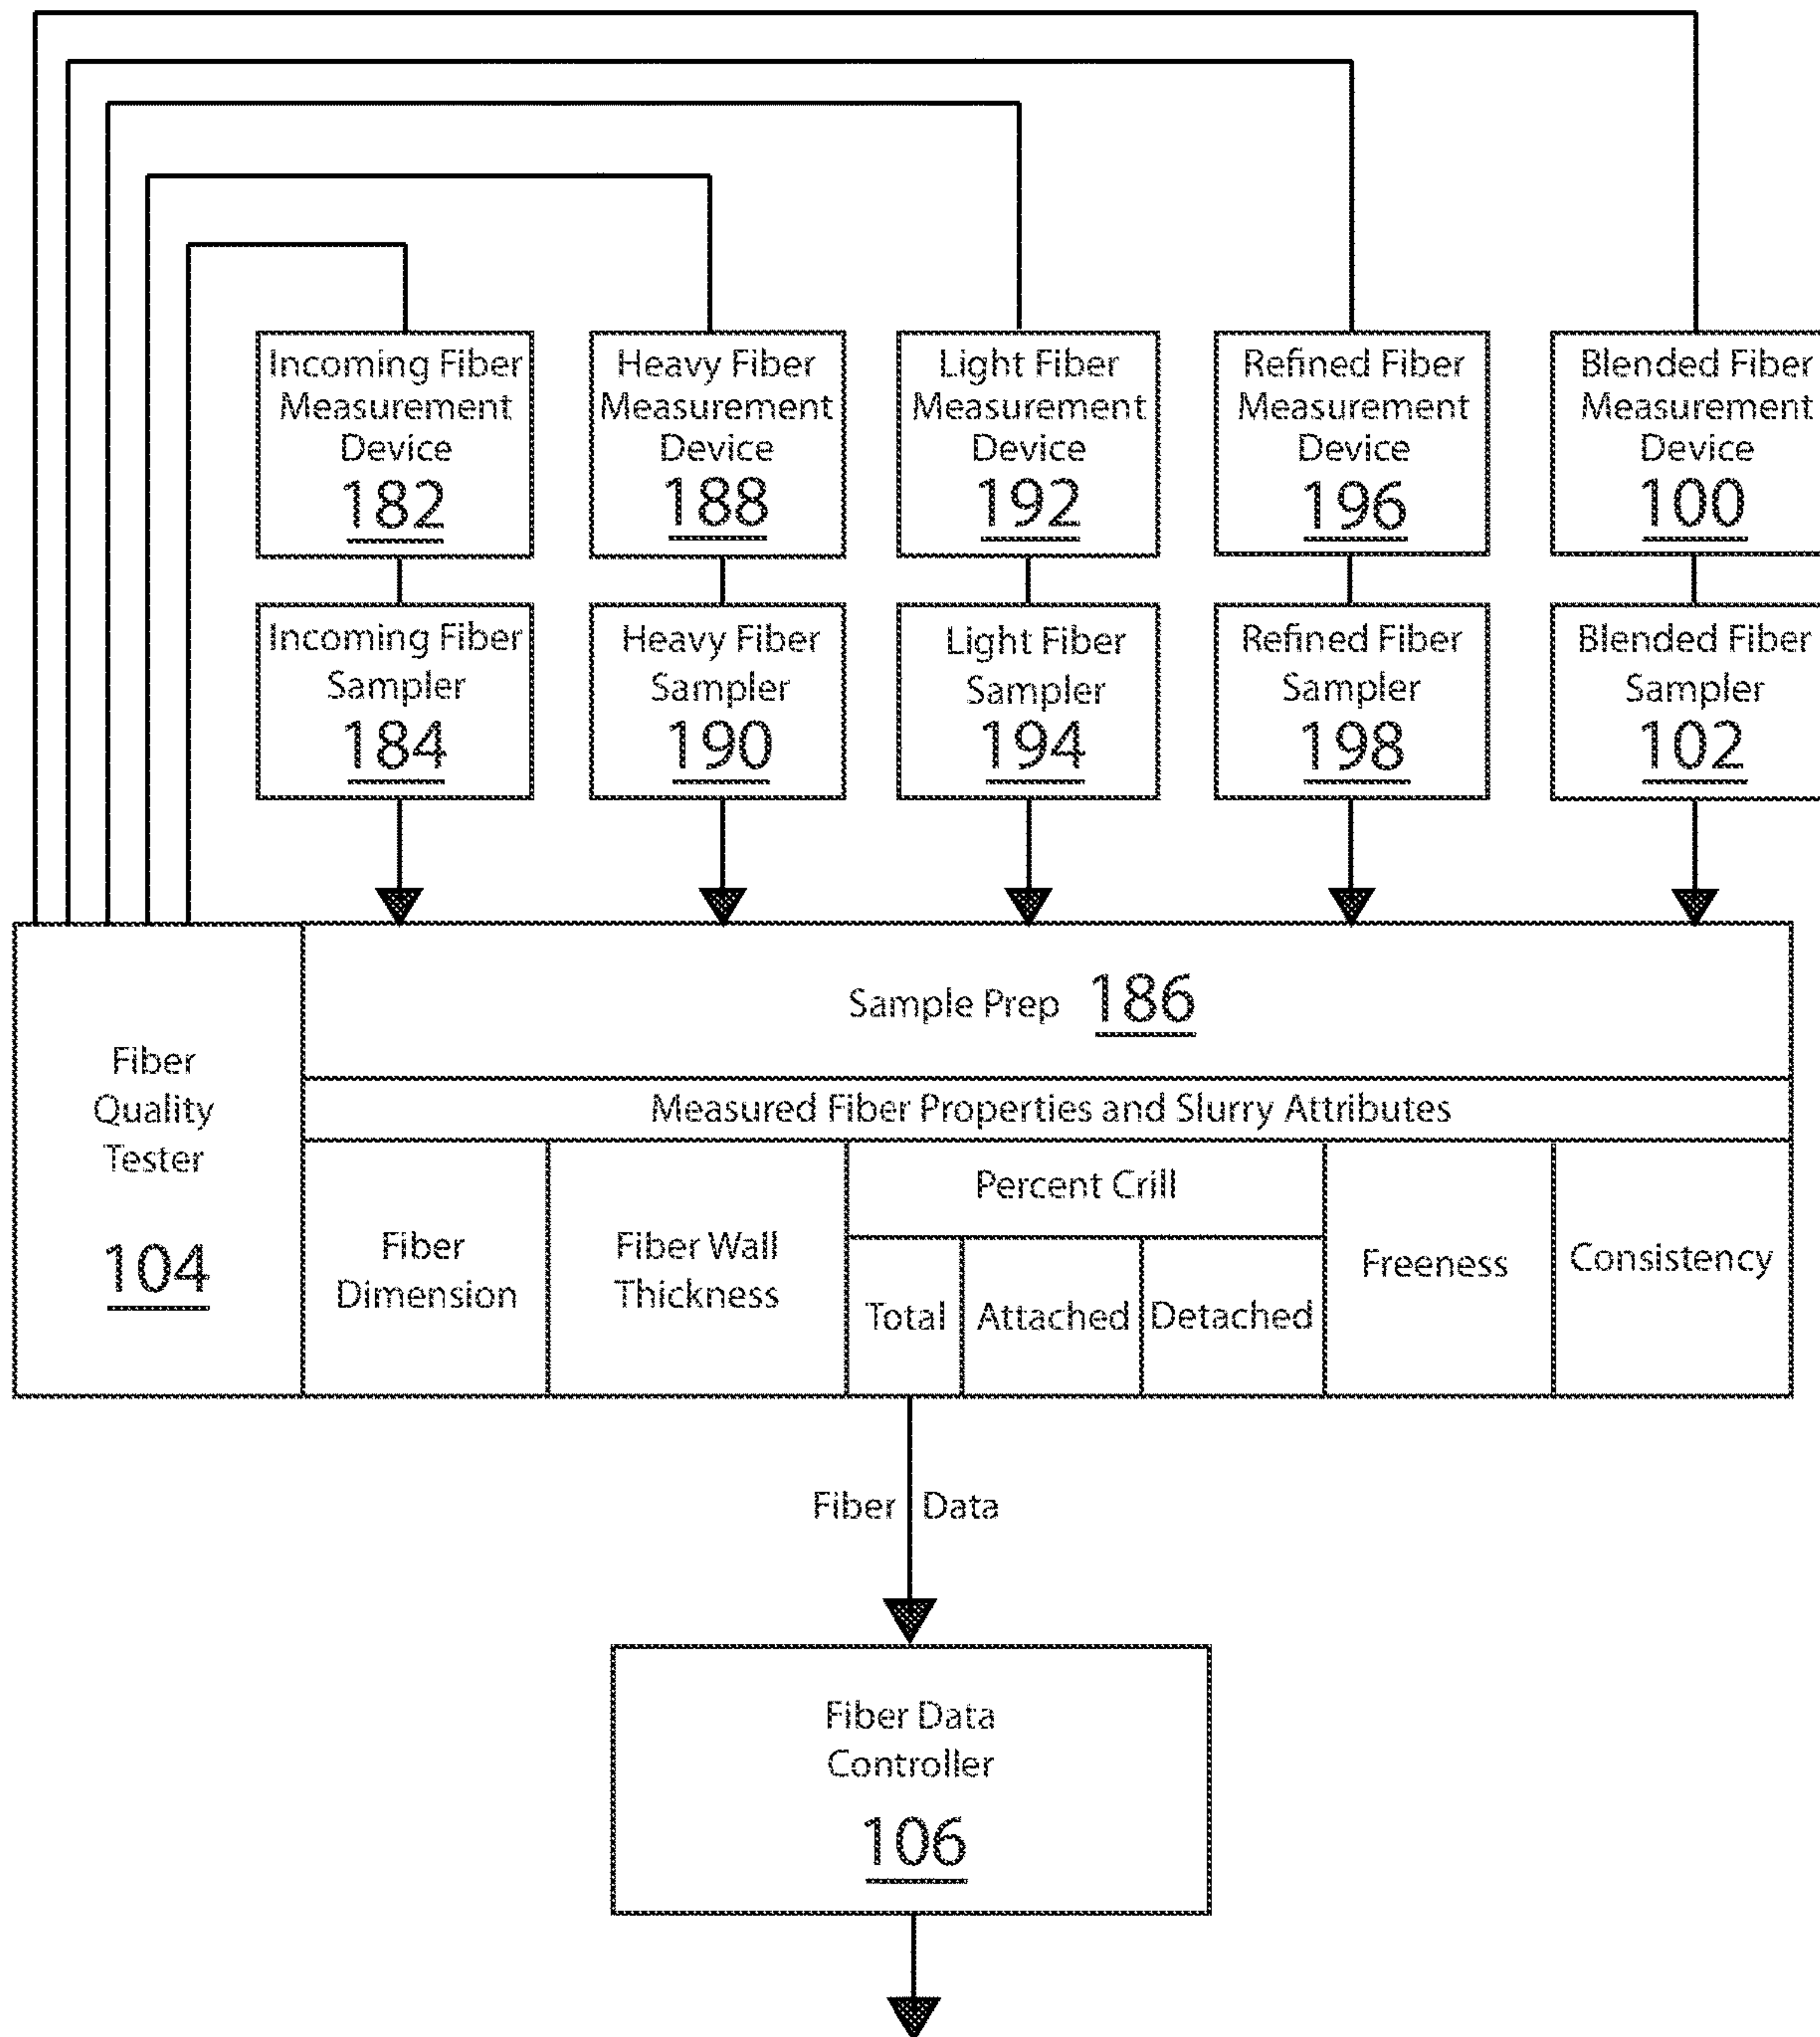 Incoming Fiber
Measurement
Device
182
Heavy Fiber
Measurement
Device
188
Light Fiber
Measurement
Device
192
Refined Fiber
Measurement
Device
196
Blended Fiber
Measurement
Device
100
Incoming Fiber
Sampler
184
Heavy Fiber
Sampler
190
Light Fiber
Sampler
194
Refined Fiber
Sampler
198
Blended Fiber
Sampler
102
Fiber
Quality
Tester
104
Sample Prep 186
Measured Fiber Properties and Slurry Attributes
Fiber
Dimension
Fiber Wall
Thickness
Percent Crill
Total
Attached
Detached
Freeness
Consistency
Fiber Data
Fiber Data
Controller
106